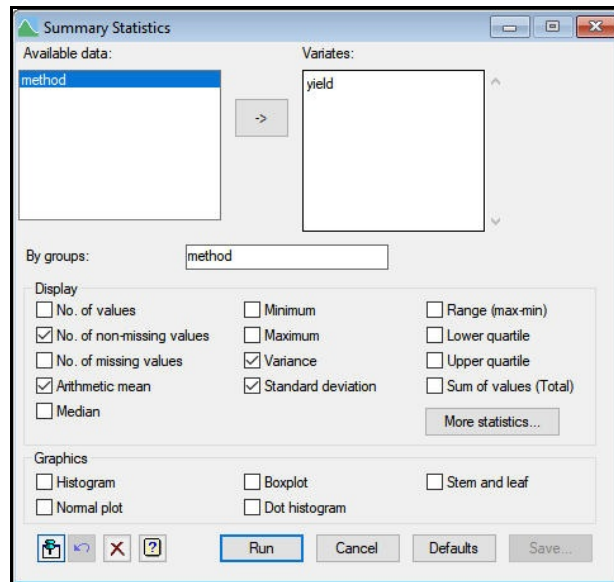 Summary Statistics
Available data:
Variates:
method
yield
->
By groups:
method
Display
No. of values
Minimum
Range (max-min)
No. of non-missing values
Maximum
Lower quartile
No. of missing values
Variance
Upper quartile
Arithmetic mean
Standard deviation
Sum of values (Total)
Median
More statistics...
Graphics
Histogram
Boxplot
Stem and leaf
Normal plot
Dot histogram
?
Run
Cancel
Defaults
Save...